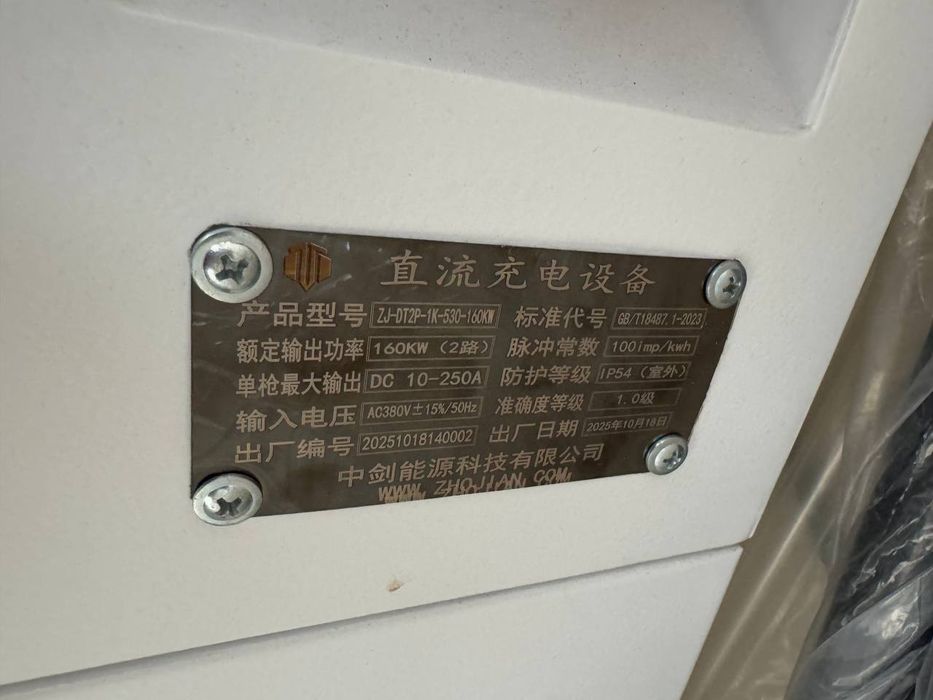 直流充电设备
产品型号 ZJ-DT2P-1K-530-160KW 标准代号 GB/T18487.1-2023
额定输出功率 160KW (2路) 脉冲常数 100imp/kwh
单枪最大输出 DC 10-250A 防护等级 IP54 (室外)
输入电压 AC380V±15%/50Hz 准确度等级 1.0级
出厂编号 20251018140002 出厂日期 2025年10月18日
中剑能源科技有限公司
WWW. ZHOJIAN. COM